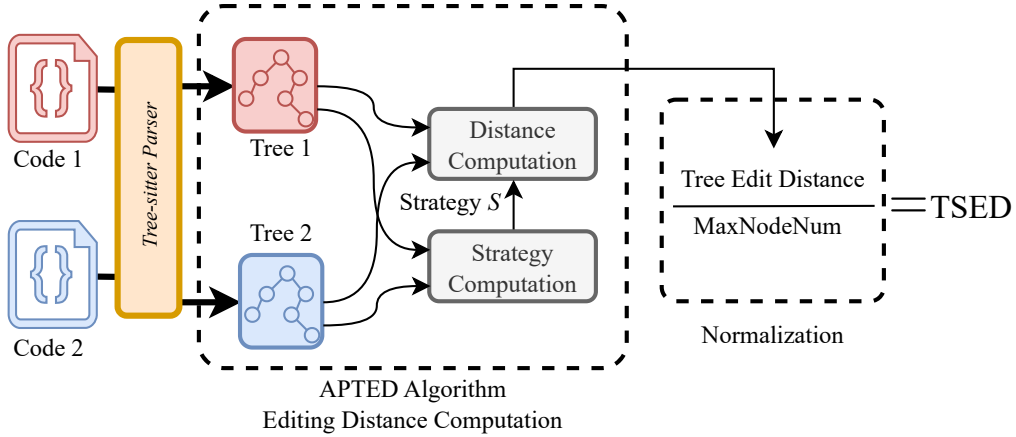 {}
Code 1
{}
Code 2
Tree-sitter Parser
Tree 1
Tree 2
Distance
Computation
Strategy S
Strategy
Computation
APTED Algorithm
Editing Distance Computation
Tree Edit Distance
MaxNodeNum
=TSED
Normalization